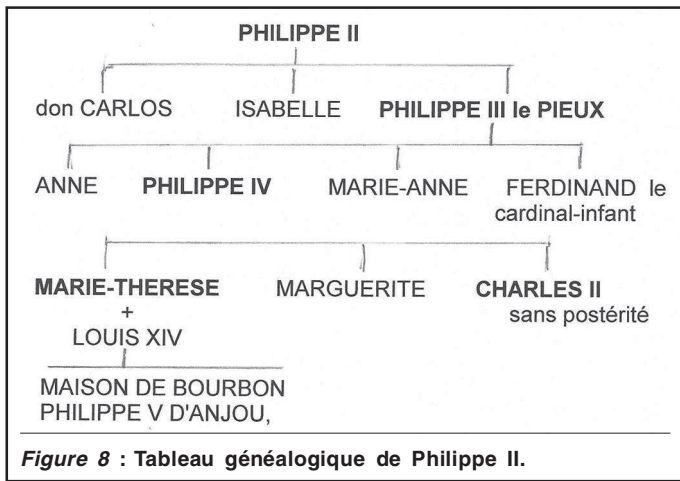 PHILIPPE II
don CARLOS ISABELLE PHILIPPE III le PIEUX
ANNE PHILIPPE IV MARIE-ANNE FERDINAND le
cardinal-infant
MARIE-THERESE MARGUERITE CHARLES II
+ sans postérité
LOUIS XIV
MAISON DE BOURBON
PHILIPPE V D'ANJOU,
Figure 8 : Tableau généalogique de Philippe II.